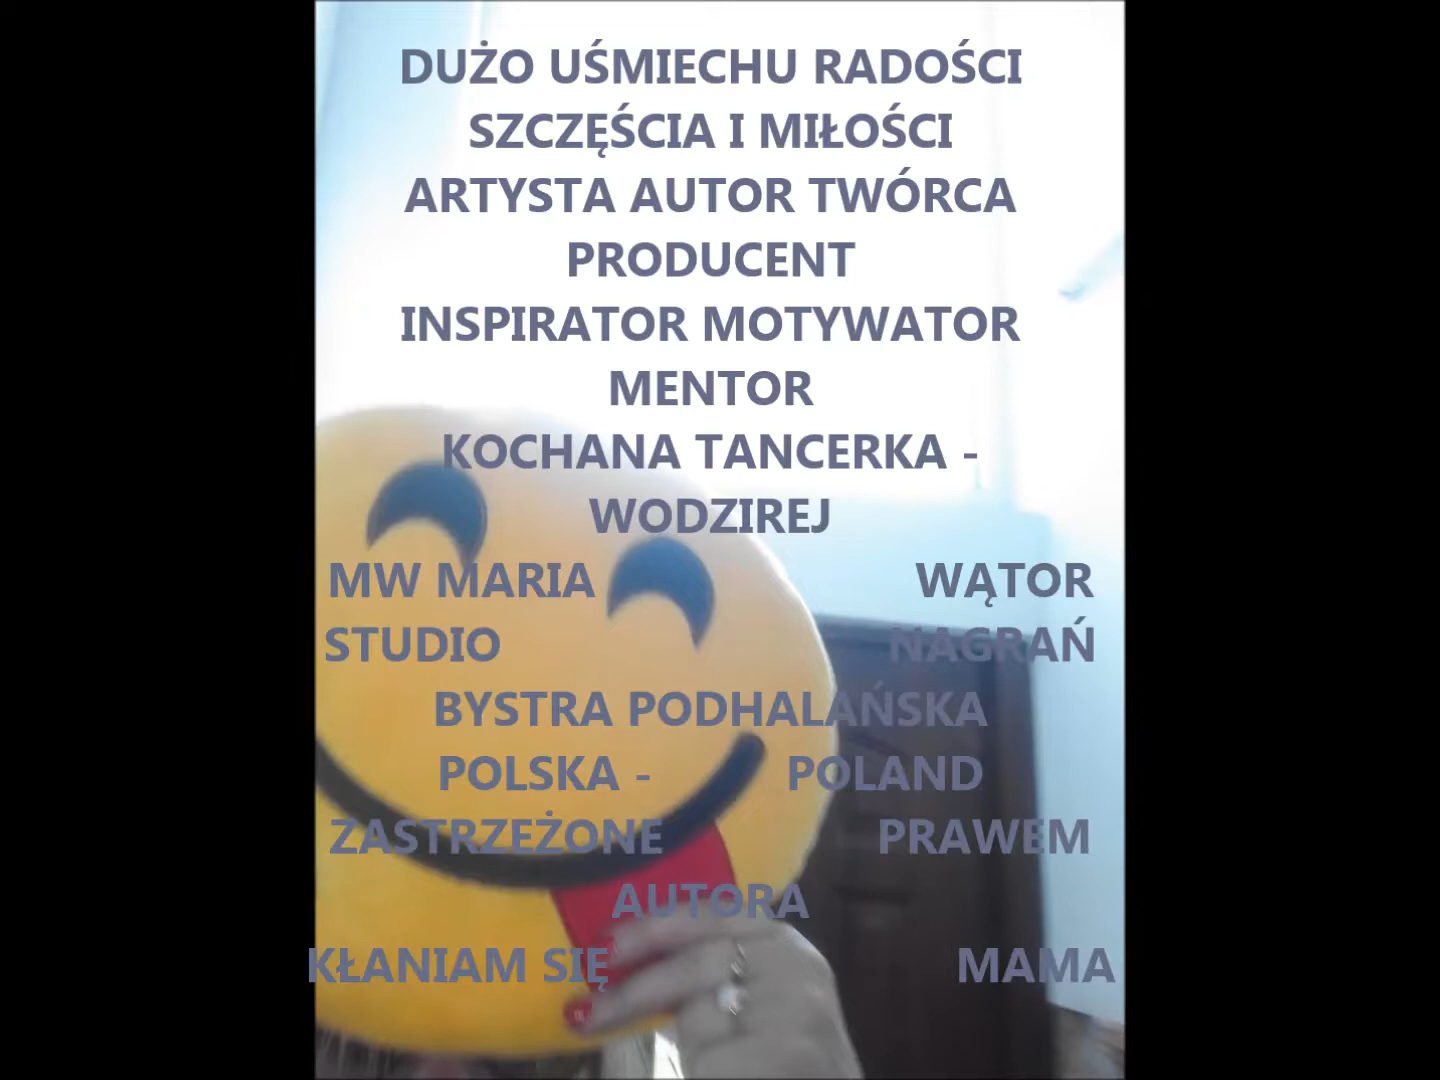 DUŻO UŚMIECHU RADOŚCI
SZCZĘŚCIA I MIŁOŚCI
ARTYSTA AUTOR TWÓRCA
PRODUCENT
INSPIRATOR MOTYWATOR
MENTOR
KOCHANA TANCERKA -
WODZIREJ
MW MARIA WĄTOR
STUDIO NAGRAŃ
BYSTRA PODHALAŃSKA
POLSKA - POLAND
ZASTRZEŻONE PRAWEM
AUTORA
KŁANIAM SIĘ MAMA